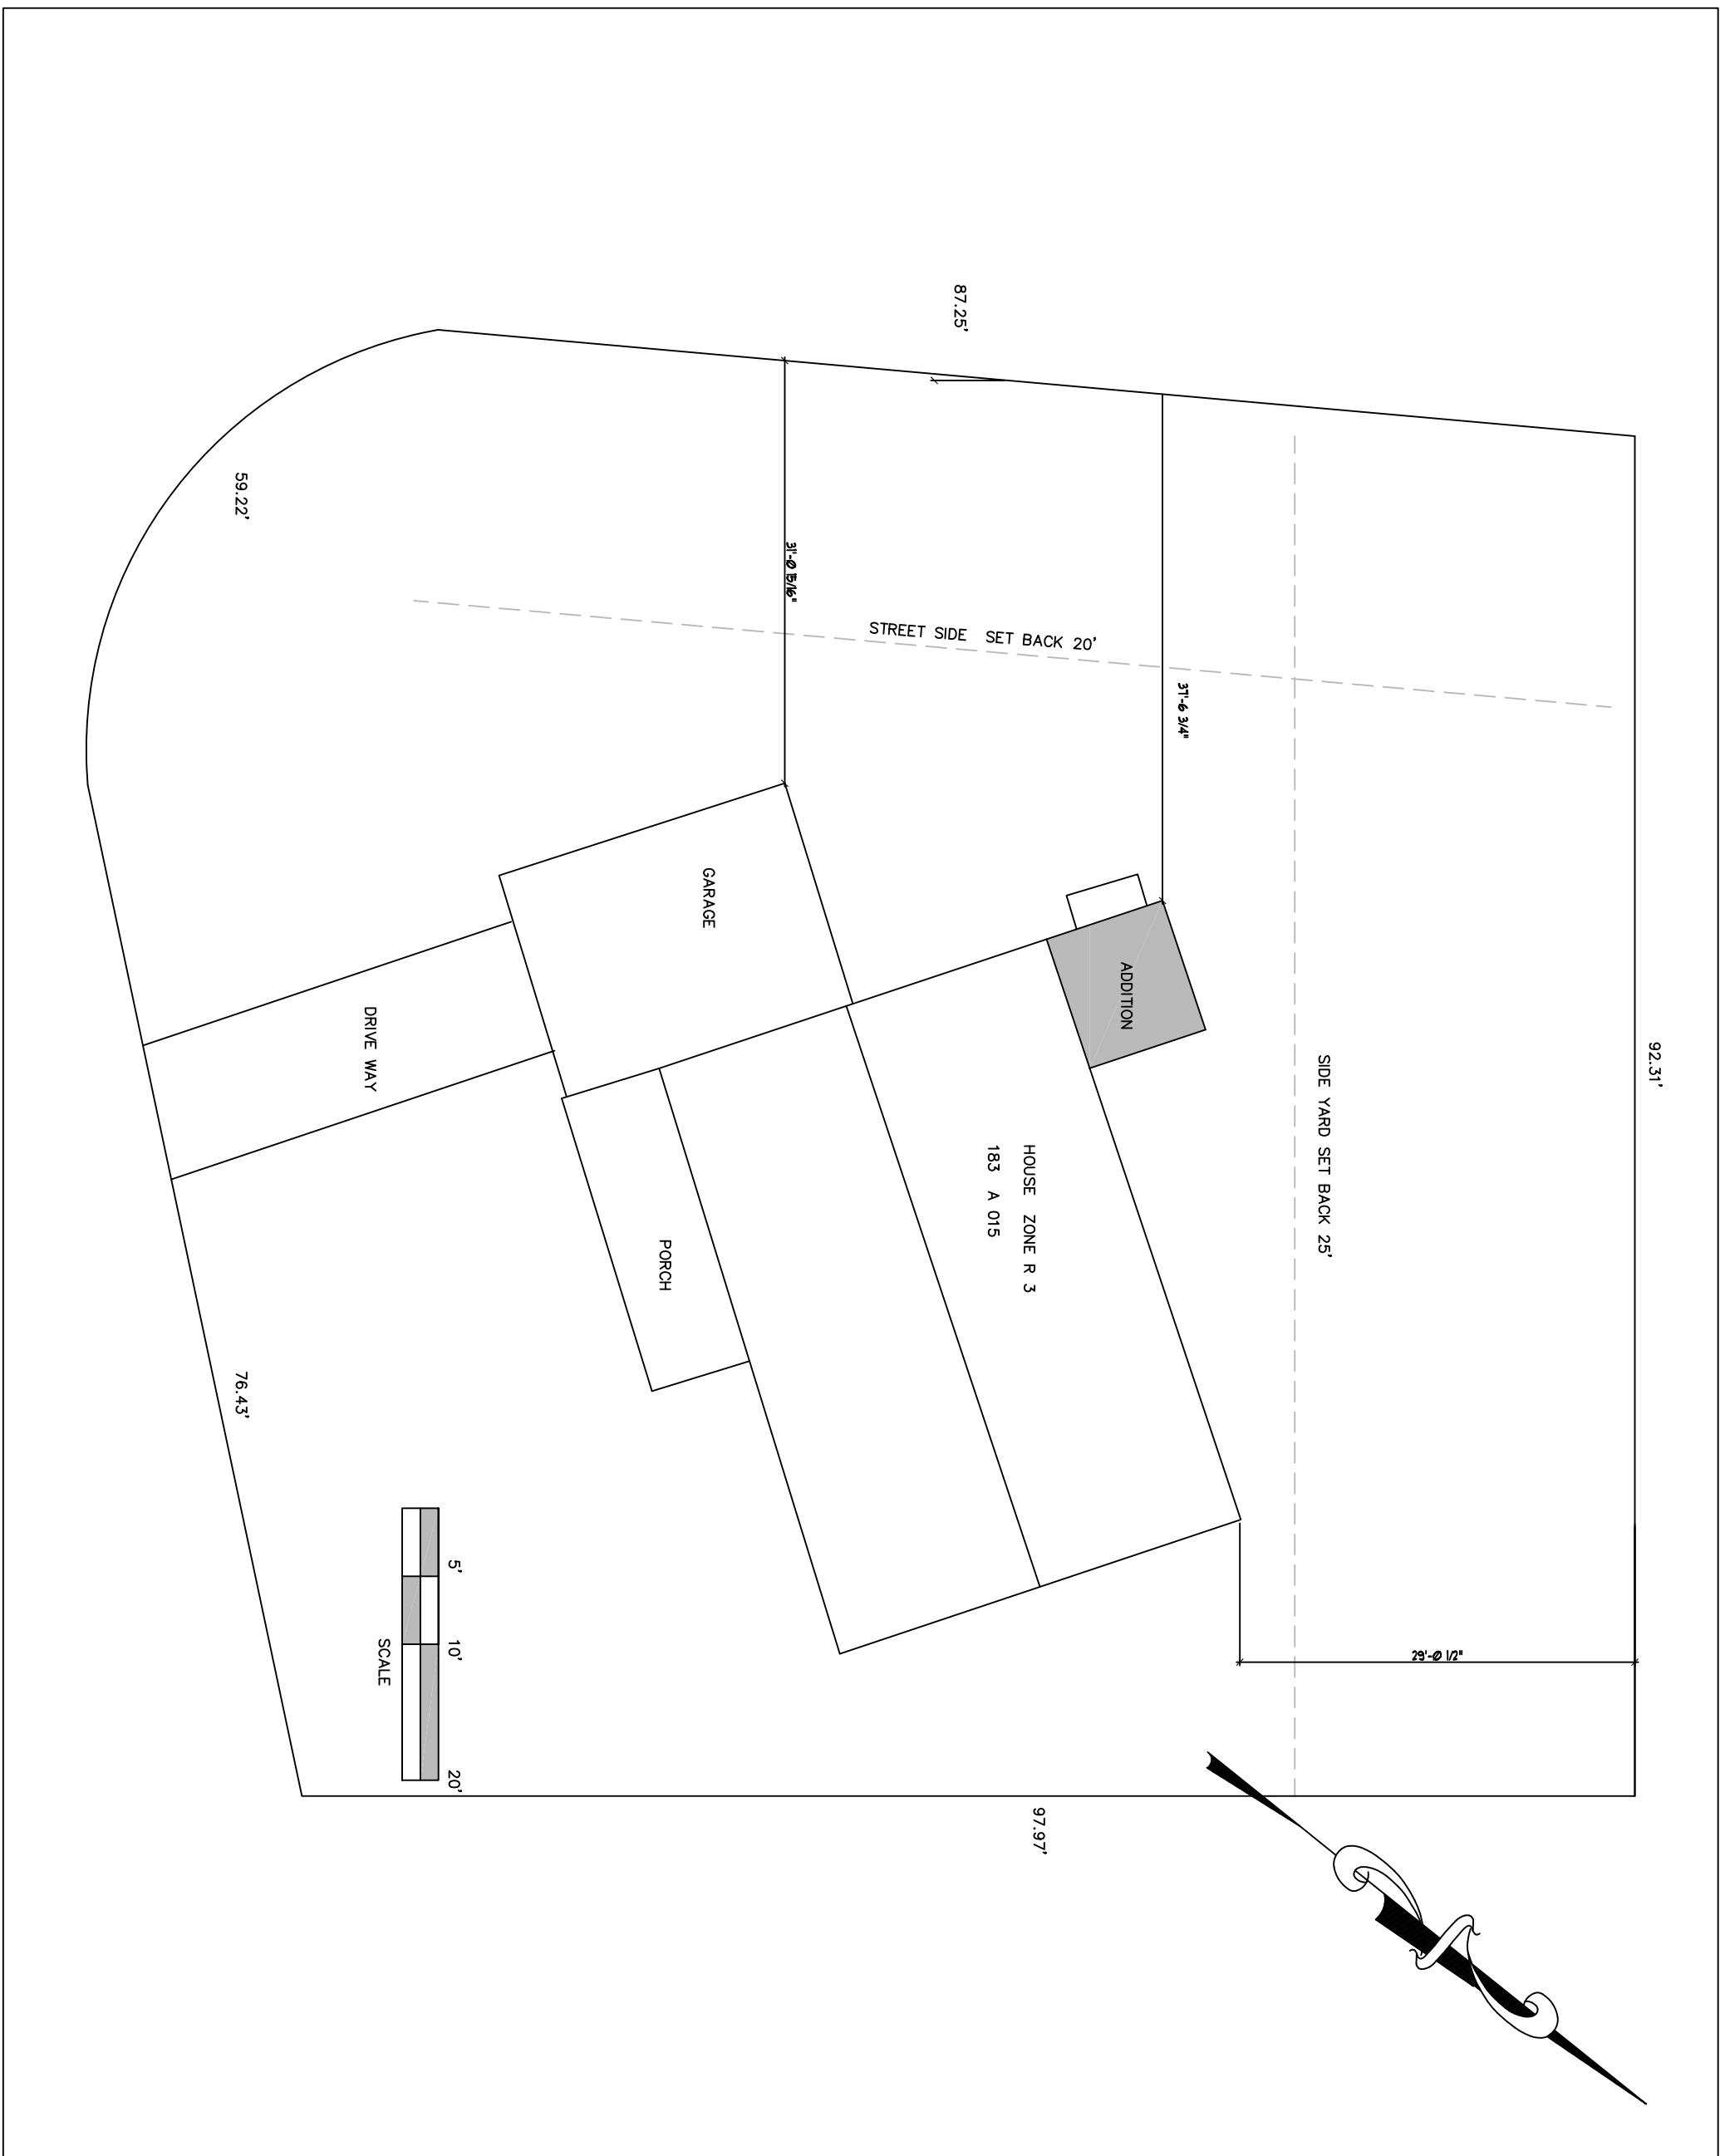 92.31'
SIDE YARD SET BACK 25'
29'-0 1/2"
37'-6 3/4"
ADDITION
HOUSE ZONE R 3
183 A 015
87.25'
STREET SIDE SET BACK 20'
97.97'
31'-0 15/16"
GARAGE
PORCH
DRIVE WAY
5' 10' 20'
SCALE
59.22'
76.43'